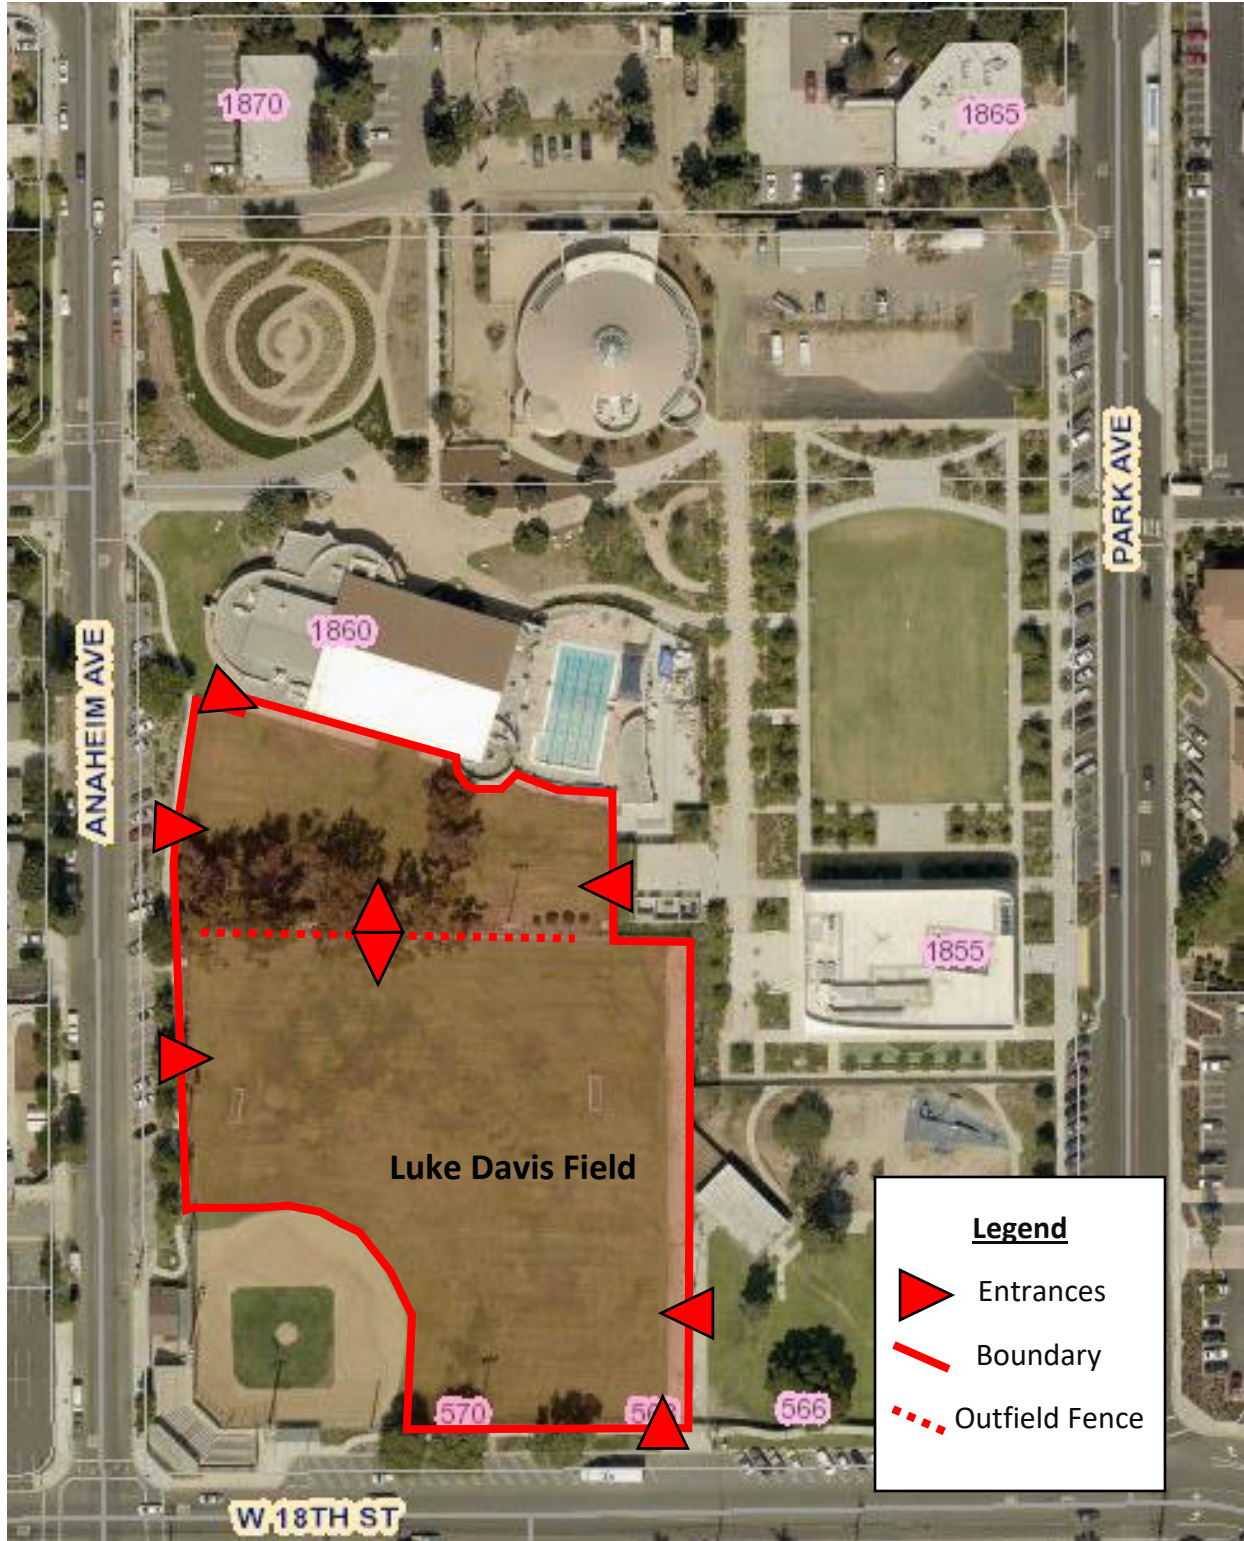 1870
1865
PARK AVE
1860
ANAHEIM AVE
1855
Luke Davis Field
Legend
Entrances
Boundary
Outfield Fence
570
566
W 18TH ST